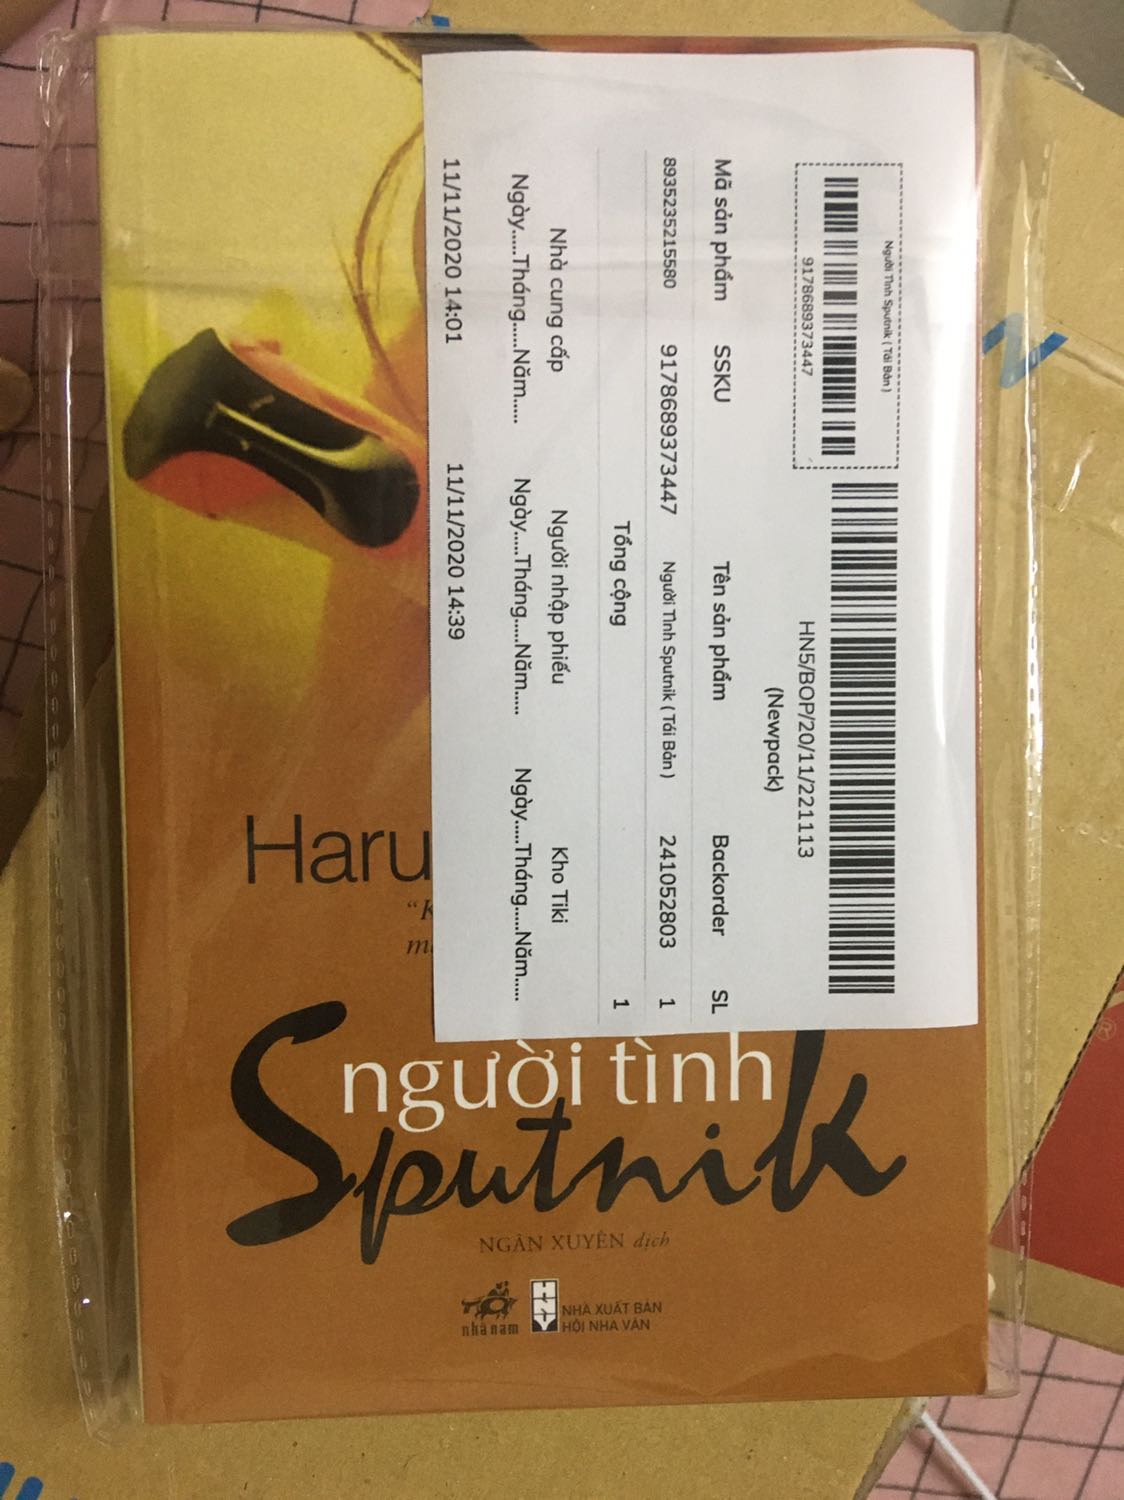 Người Tình Sputnik ( Tái Bản )
9178689373447
HN5/BOP/20/11/221113
(Newpack)
Mã sản phẩm SSKU Tên sản phẩm Backorder SL
8935235215580 9178689373447 Người Tình Sputnik ( Tái Bản ) 241052803 1
Tổng cộng 1
Nhà cung cấp Người nhập phiếu Kho Tiki
Ngày.....Tháng......Năm..... Ngày.....Tháng.....Năm...... Ngày.....Tháng.....Năm.....
11/11/2020 14:01 11/11/2020 14:39
Haru
“K
người tình
Sputnik
NGÂN XUYÊN dịch
nhã nam
NHÀ XUẤT BẢN
HỘI NHÀ VĂN